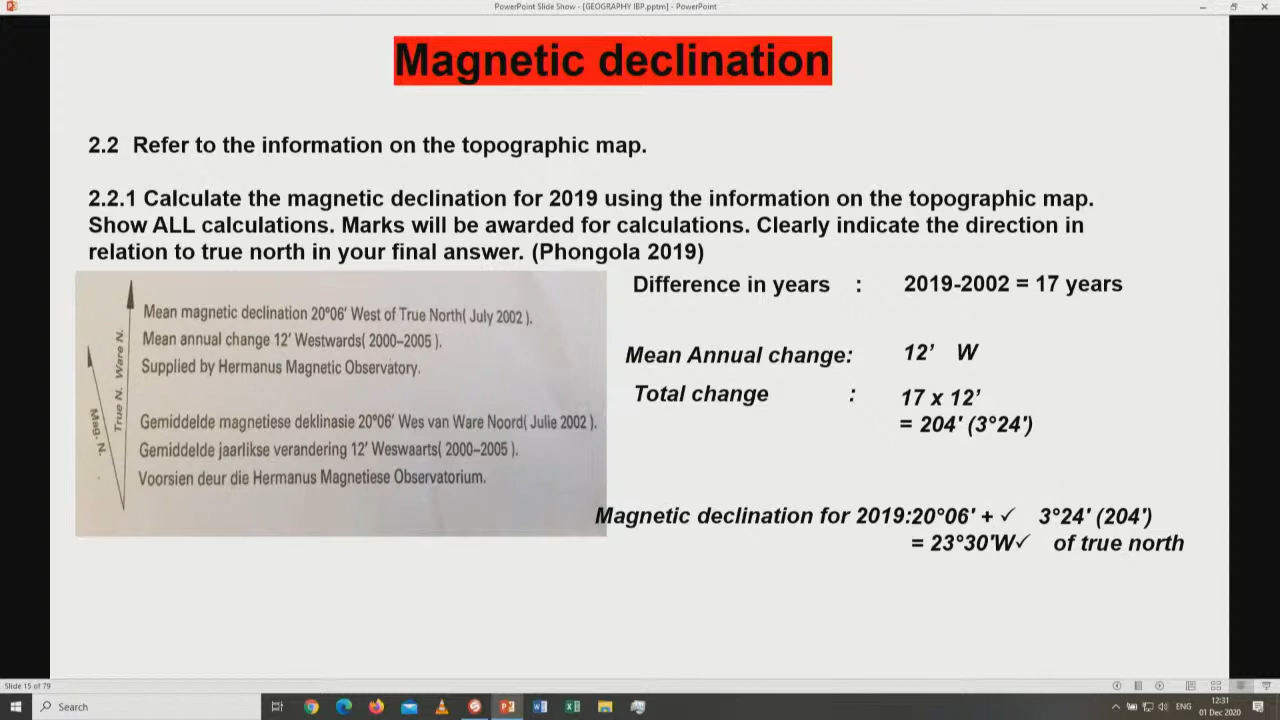 PowerPoint Slide Show - [GEOGRAPHY IBP.pptm] - PowerPoint
Magnetic declination
2.2 Refer to the information on the topographic map.
2.2.1 Calculate the magnetic declination for 2019 using the information on the topographic map.
Show ALL calculations. Marks will be awarded for calculations. Clearly indicate the direction in
relation to true north in your final answer. (Phongola 2019)
Mag. N.
True N. Ware N.
Mean magnetic declination 20°06' West of True North( July 2002 ).
Mean annual change 12' Westwards( 2000–2005 ).
Supplied by Hermanus Magnetic Observatory.
Gemiddelde magnetiese deklinasie 20°06' Wes van Ware Noord( Julie 2002 ).
Gemiddelde jaarlikse verandering 12' Weswaarts( 2000–2005 ).
Voorsien deur die Hermanus Magnetiese Observatorium.
Difference in years : 2019-2002 = 17 years
Mean Annual change: 12' W
Total change : 17 x 12'
= 204' (3°24')
Magnetic declination for 2019:20°06' + ✓ 3°24' (204')
= 23°30'W✓ of true north
Slide 15 of 79
Search
ENG
12:31
01 Dec 2020